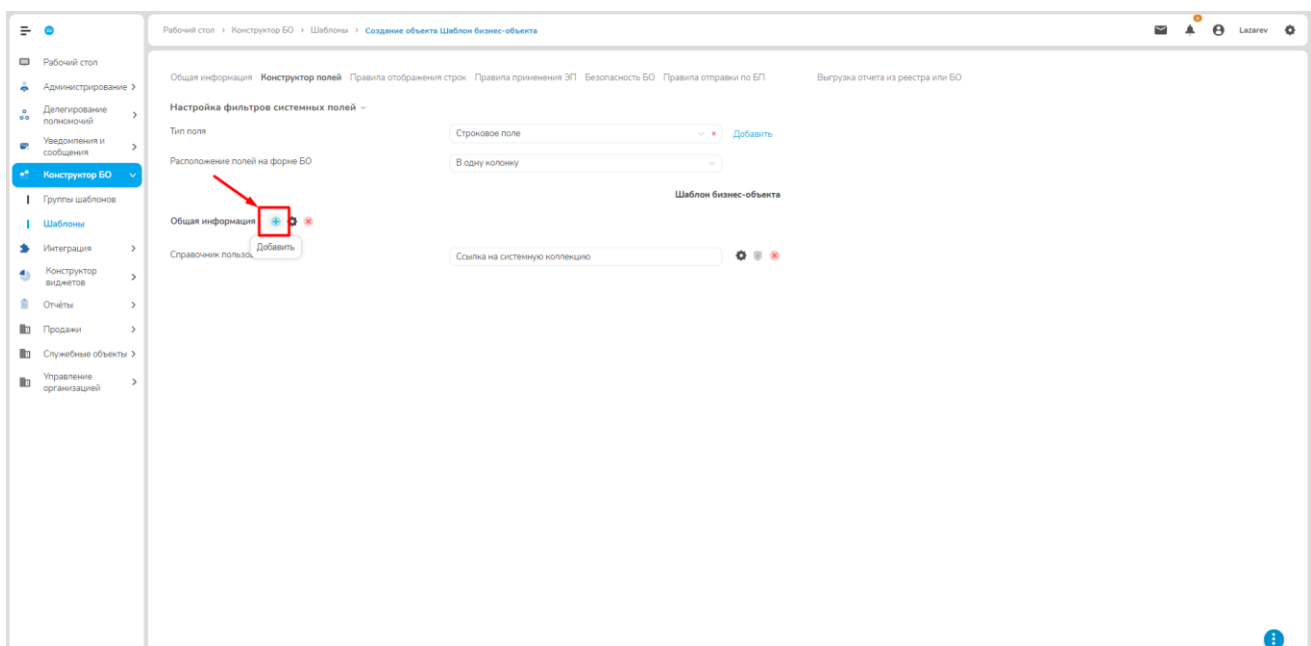 Рабочий стол > Конструктор БО > Шаблоны > Создание объекта Шаблон бизнес-объекта
Lazarev
Рабочий стол
Администрирование
Делегирование
полномочий
Уведомления и
сообщения
Конструктор БО
Группы шаблонов
Шаблоны
Интеграция
Конструктор
виджетов
Отчёты
Продажи
Служебные объекты
Управление
организацией
Общая информация Конструктор полей Правила отображения строк Правила применения ЭП Безопасность БО Правила отправки по БП Выгрузка отчета из реестра или БО
Настройка фильтров системных полей
Тип поля
Строковое поле
Добавить
Расположение полей на форме БО
В одну колонку
Шаблон бизнес-объекта
Общая информация
Добавить
Справочник пользо
Ссылка на системную коллекцию